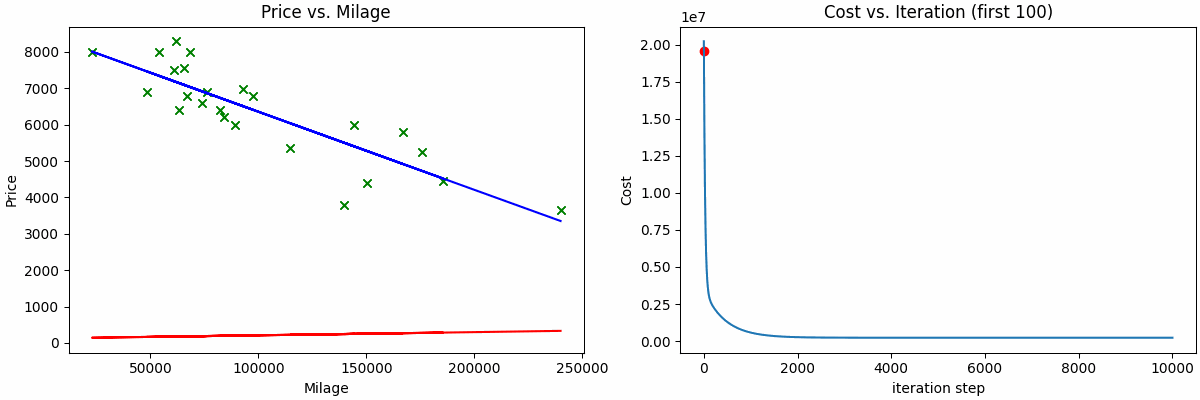 Price vs. Milage
8000
7000
6000
5000
4000
3000
2000
1000
0
Price
50000 100000 150000 200000 250000
Milage
Cost vs. Iteration (first 100)
1e7
2.00
1.75
1.50
1.25
1.00
0.75
0.50
0.25
0.00
Cost
0 2000 4000 6000 8000 10000
iteration step